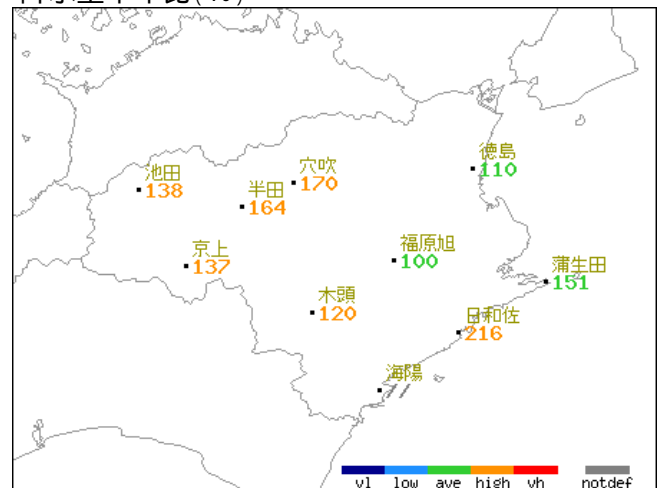 徳島
110
穴吹
170
池田
138
半田
164
福原旭
100
京上
137
蒲生田
151
木頭
120
日和佐
216
海陽
vl low ave high vh notdef